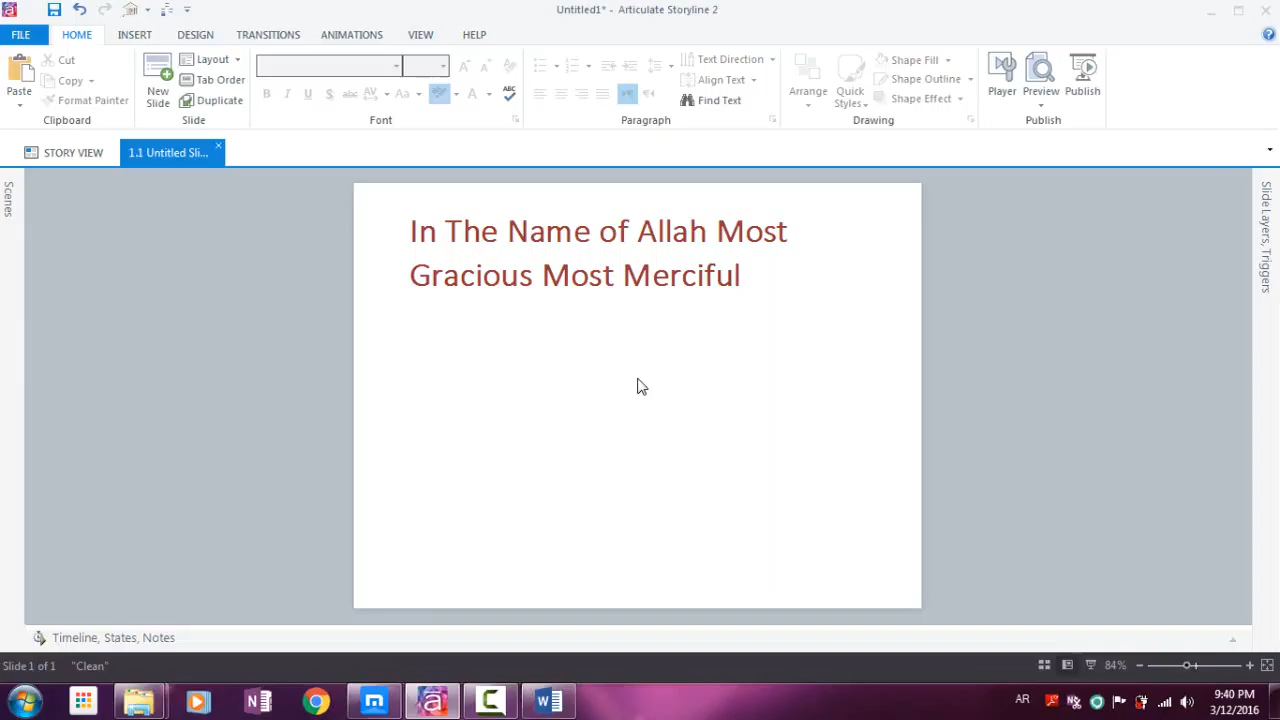 Untitled1* - Articulate Storyline 2
FILE HOME INSERT DESIGN TRANSITIONS ANIMATIONS VIEW HELP
Paste
Cut
Copy
Format Painter
Clipboard
New Slide
Layout
Tab Order
Duplicate
Slide
B I U S abc AV Aa A ABC
Font
Text Direction
Align Text
Find Text
Paragraph
Arrange
Quick Styles
Shape Fill
Shape Outline
Shape Effect
Drawing
Player
Preview
Publish
Publish
STORY VIEW
1.1 Untitled Sli...
Scenes
Slide Layers, Triggers
In The Name of Allah Most
Gracious Most Merciful
Timeline, States, Notes
Slide 1 of 1 "Clean" 84%
AR
9:40 PM
3/12/2016